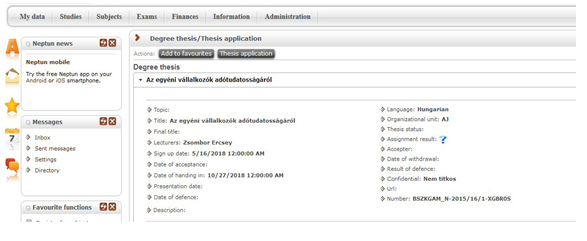 My data Studies Subjects Exams Finances Information Administration
Neptun news
Neptun mobile
Try the free Neptun app on your
Android or iOS smartphone.
7
Messages
Inbox
Sent messages
Settings
Directory
Favourite functions
Degree thesis/Thesis application
Actions: Add to favourites Thesis application
Degree thesis
Az egyéni vállalkozók adótudatosságáról
Topic:
Title: Az egyéni vállalkozók adótudatosságáról
Final title:
Lecturers: Zsombor Ercsey
Sign up date: 5/16/2018 12:00:00 AM
Date of acceptance:
Date of handing in: 10/27/2018 12:00:00 AM
Presentation date:
Date of defence:
Description:
Language: Hungarian
Organizational unit: AJ
Thesis status:
Assignment result: ?
Accepter:
Date of withdrawal:
Result of defence:
Confidential: Nem titkos
Url:
Number: BSZKGAM_N-2015/16/1-XGBR0S